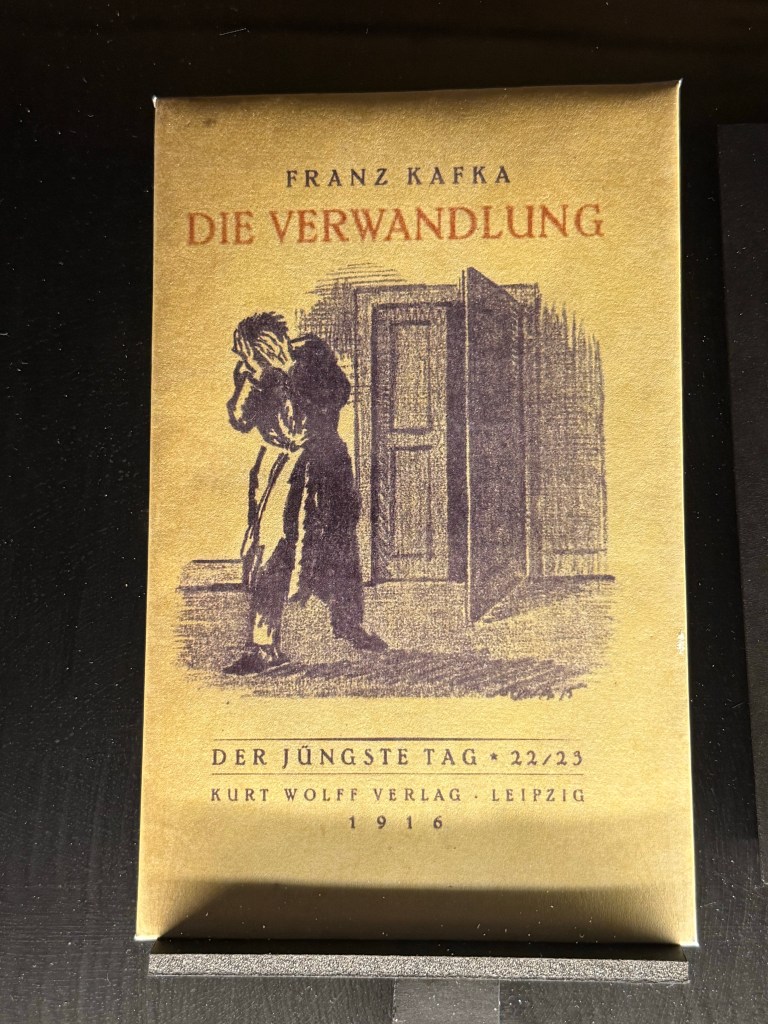 FRANZ KAFKA
DIE VERWANDLUNG
DER JÜNGSTE TAG * 22/23
KURT WOLFF VERLAG · LEIPZIG
1916